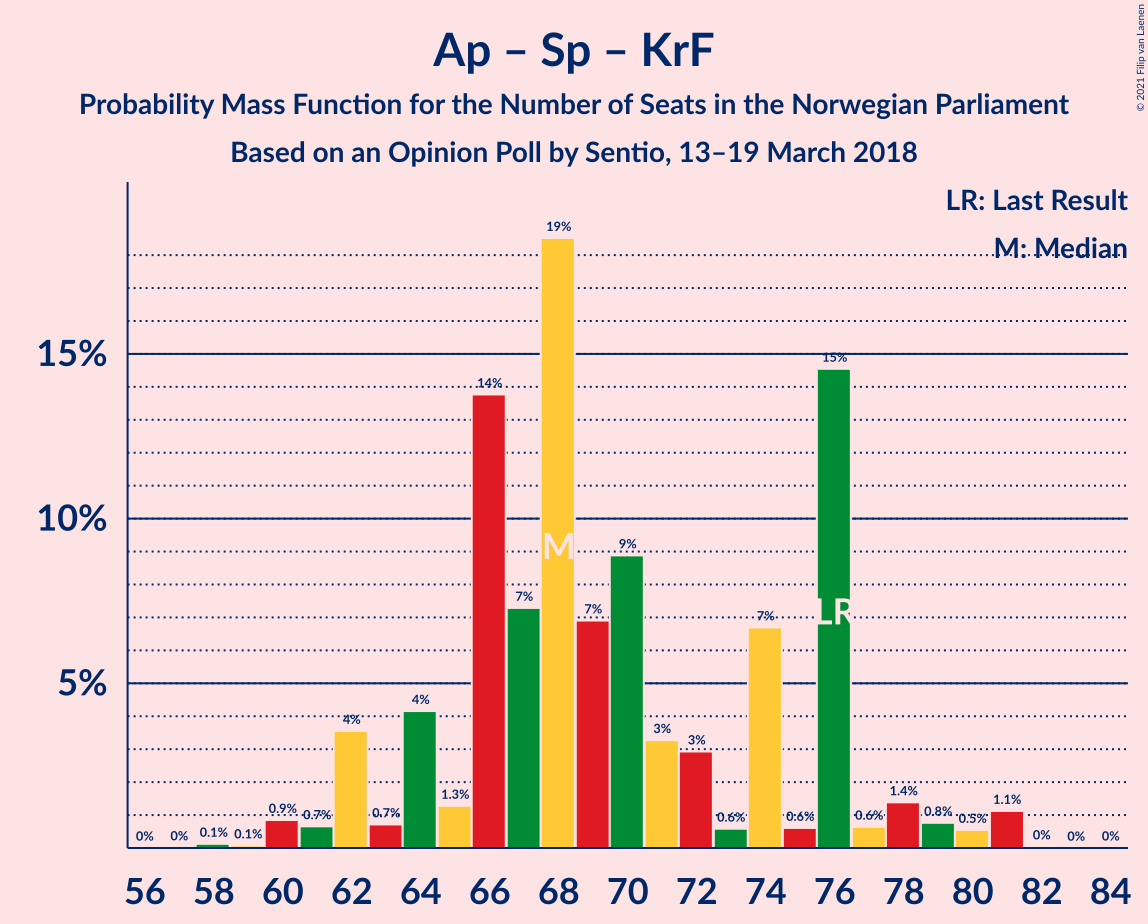 Ap – Sp – KrF
Probability Mass Function for the Number of Seats in the Norwegian Parliament
Based on an Opinion Poll by Sentio, 13–19 March 2018
© 2021 Filip van Laenen
LR: Last Result
M: Median
15%
10%
5%
0% 0% 0.1% 0.1% 0.9% 0.7% 4% 0.7% 4% 1.3% 14% 7% 19% 7% 9% 3% 3% 0.6% 7% 0.6% 15% 0.6% 1.4% 0.8% 0.5% 1.1% 0% 0% 0%
M
LR
56 58 60 62 64 66 68 70 72 74 76 78 80 82 84